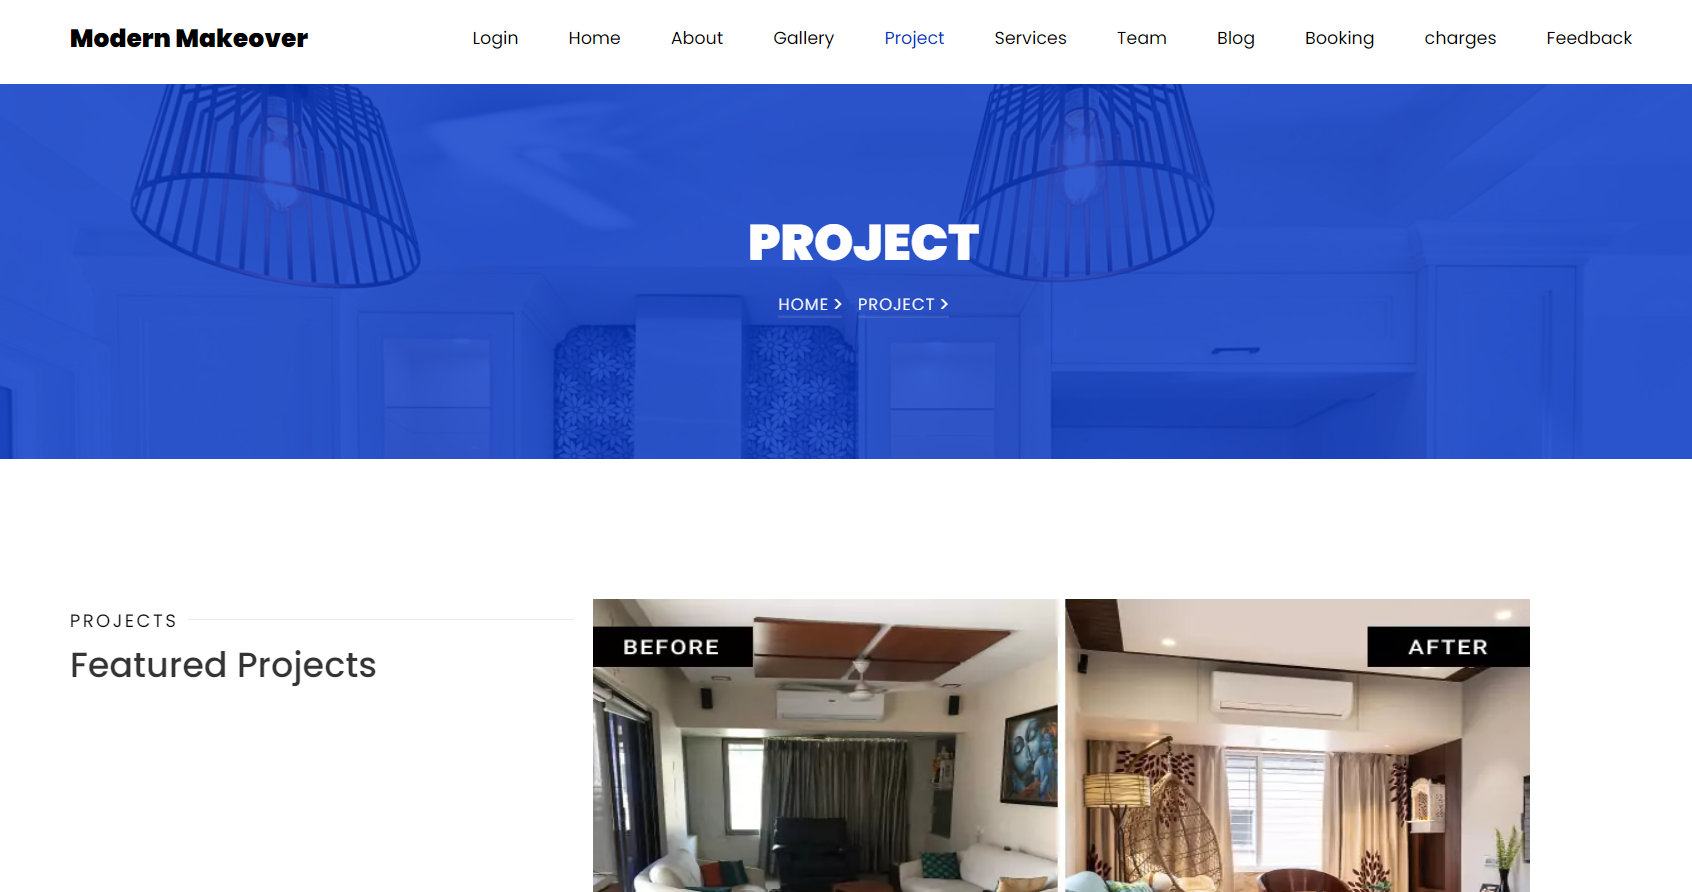 Modern Makeover
Login Home About Gallery Project Services Team Blog Booking charges Feedback
PROJECT
HOME > PROJECT >
PROJECTS
Featured Projects
BEFORE
AFTER